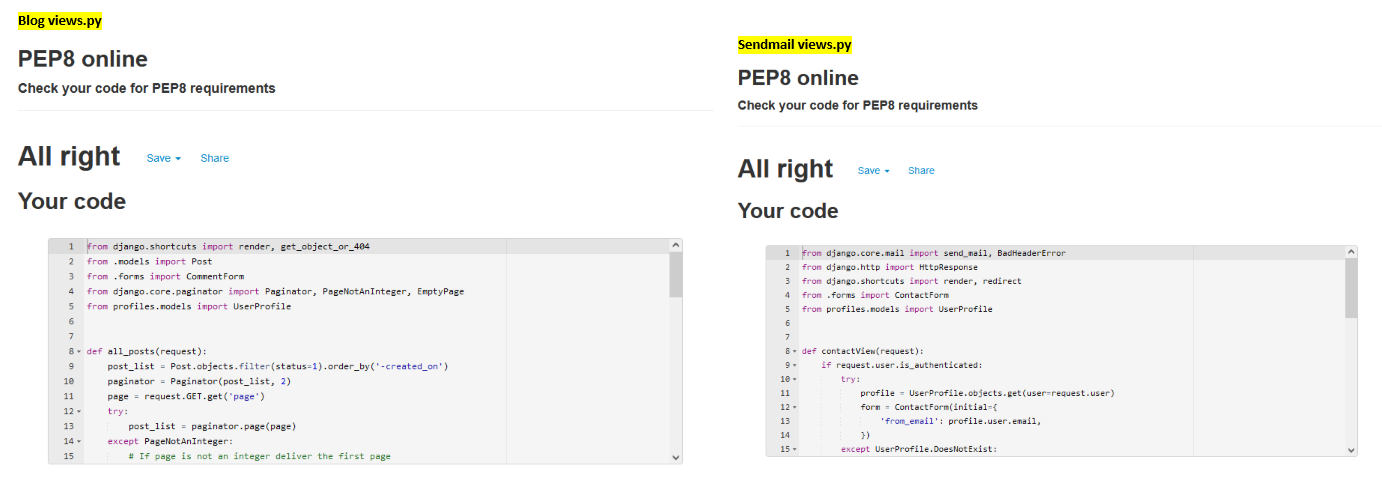 Blog views.py
PEP8 online
Check your code for PEP8 requirements
All right Save Share
Your code
1 from django.shortcuts import render, get_object_or_404
2 from .models import Post
3 from .forms import CommentForm
4 from django.core.paginator import Paginator, PageNotAnInteger, EmptyPage
5 from profiles.models import UserProfile
6
7
8 def all_posts(request):
9 post_list = Post.objects.filter(status=1).order_by('-created_on')
10 paginator = Paginator(post_list, 2)
11 page = request.GET.get('page')
12 try:
13 post_list = paginator.page(page)
14 except PageNotAnInteger:
15 # If page is not an integer deliver the first page
Sendmail views.py
PEP8 online
Check your code for PEP8 requirements
All right Save Share
Your code
1 from django.core.mail import send_mail, BadHeaderError
2 from django.http import HttpResponse
3 from django.shortcuts import render, redirect
4 from .forms import ContactForm
5 from profiles.models import UserProfile
6
7
8 def contactView(request):
9 if request.user.is_authenticated:
10 try:
11 profile = UserProfile.objects.get(user=request.user)
12 form = ContactForm(initial={
13 'from_email': profile.user.email,
14 })
15 except UserProfile.DoesNotExist: